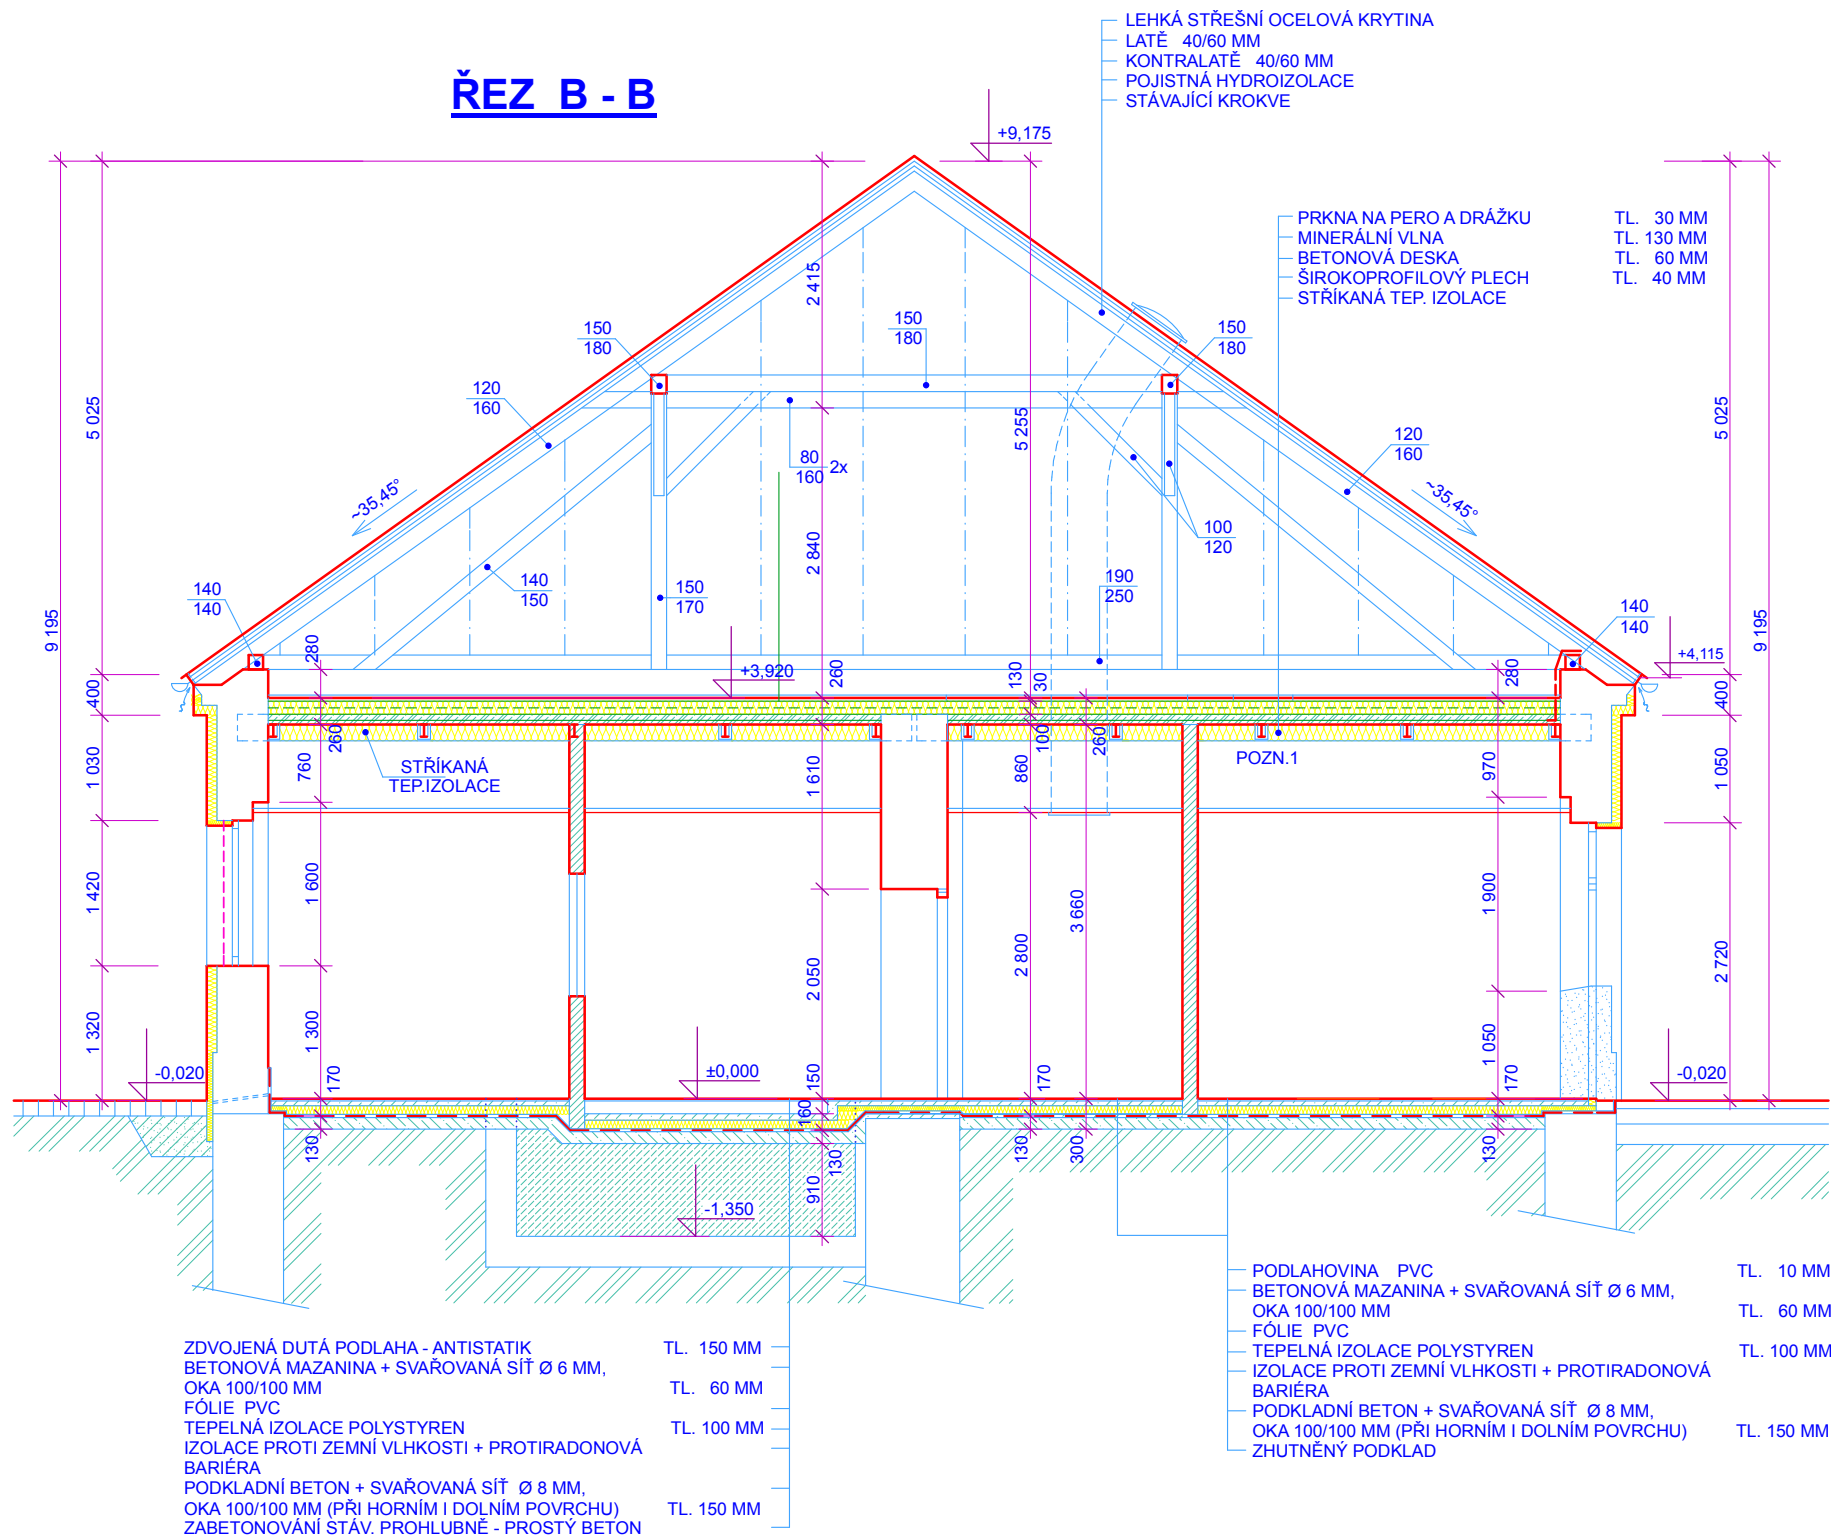 LEHKÁ STŘEŠNÍ OCELOVÁ KRYTINA
LATĚ 40/60 MM
KONTRALATĚ 40/60 MM
POJISTNÁ HYDROIZOLACE
STÁVAJÍCÍ KROKVE
ŘEZ B - B
+9,175
PRKNA NA PERO A DRÁŽKU TL. 30 MM
MINERÁLNÍ VLNA TL. 130 MM
BETONOVÁ DESKA TL. 60 MM
ŠIROKOPROFILOVÝ PLECH TL. 40 MM
STŘÍKANÁ TEP. IZOLACE
2 415
150
180
150
180
150
180
120
160
5 025
5 255
5 025
80
160 2x
120
160
~35,45°
~35,45°
100
120
2 840
140
150
150
170
190
250
140
140
140
140
9 195
9 195
280
+3,920
260
130
30
280
+4,115
400
400
260
100
260
STŘÍKANÁ
TEP.IZOLACE
POZN.1
1 030
760
1 610
860
970
1 050
1 420
1 600
3 660
1 900
2 800
2 050
2 720
1 320
1 300
1 050
-0,020
170
±0,000
150
170
170
-0,020
160
130
130
910
130
300
130
-1,350
ZDVOJENÁ DUTÁ PODLAHA - ANTISTATIK TL. 150 MM
BETONOVÁ MAZANINA + SVAŘOVANÁ SÍŤ Ø 6 MM,
OKA 100/100 MM TL. 60 MM
FÓLIE PVC
TEPELNÁ IZOLACE POLYSTYREN TL. 100 MM
IZOLACE PROTI ZEMNÍ VLHKOSTI + PROTIRADONOVÁ
BARIÉRA
PODKLADNÍ BETON + SVAŘOVANÁ SÍŤ Ø 8 MM,
OKA 100/100 MM (PŘI HORNÍM I DOLNÍM POVRCHU) TL. 150 MM
ZABETONOVÁNÍ STÁV. PROHLUBNĚ - PROSTÝ BETON
PODLAHOVINA PVC TL. 10 MM
BETONOVÁ MAZANINA + SVAŘOVANÁ SÍŤ Ø 6 MM,
OKA 100/100 MM TL. 60 MM
FÓLIE PVC
TEPELNÁ IZOLACE POLYSTYREN TL. 100 MM
IZOLACE PROTI ZEMNÍ VLHKOSTI + PROTIRADONOVÁ
BARIÉRA
PODKLADNÍ BETON + SVAŘOVANÁ SÍŤ Ø 8 MM,
OKA 100/100 MM (PŘI HORNÍM I DOLNÍM POVRCHU) TL. 150 MM
ZHUTNĚNÝ PODKLAD